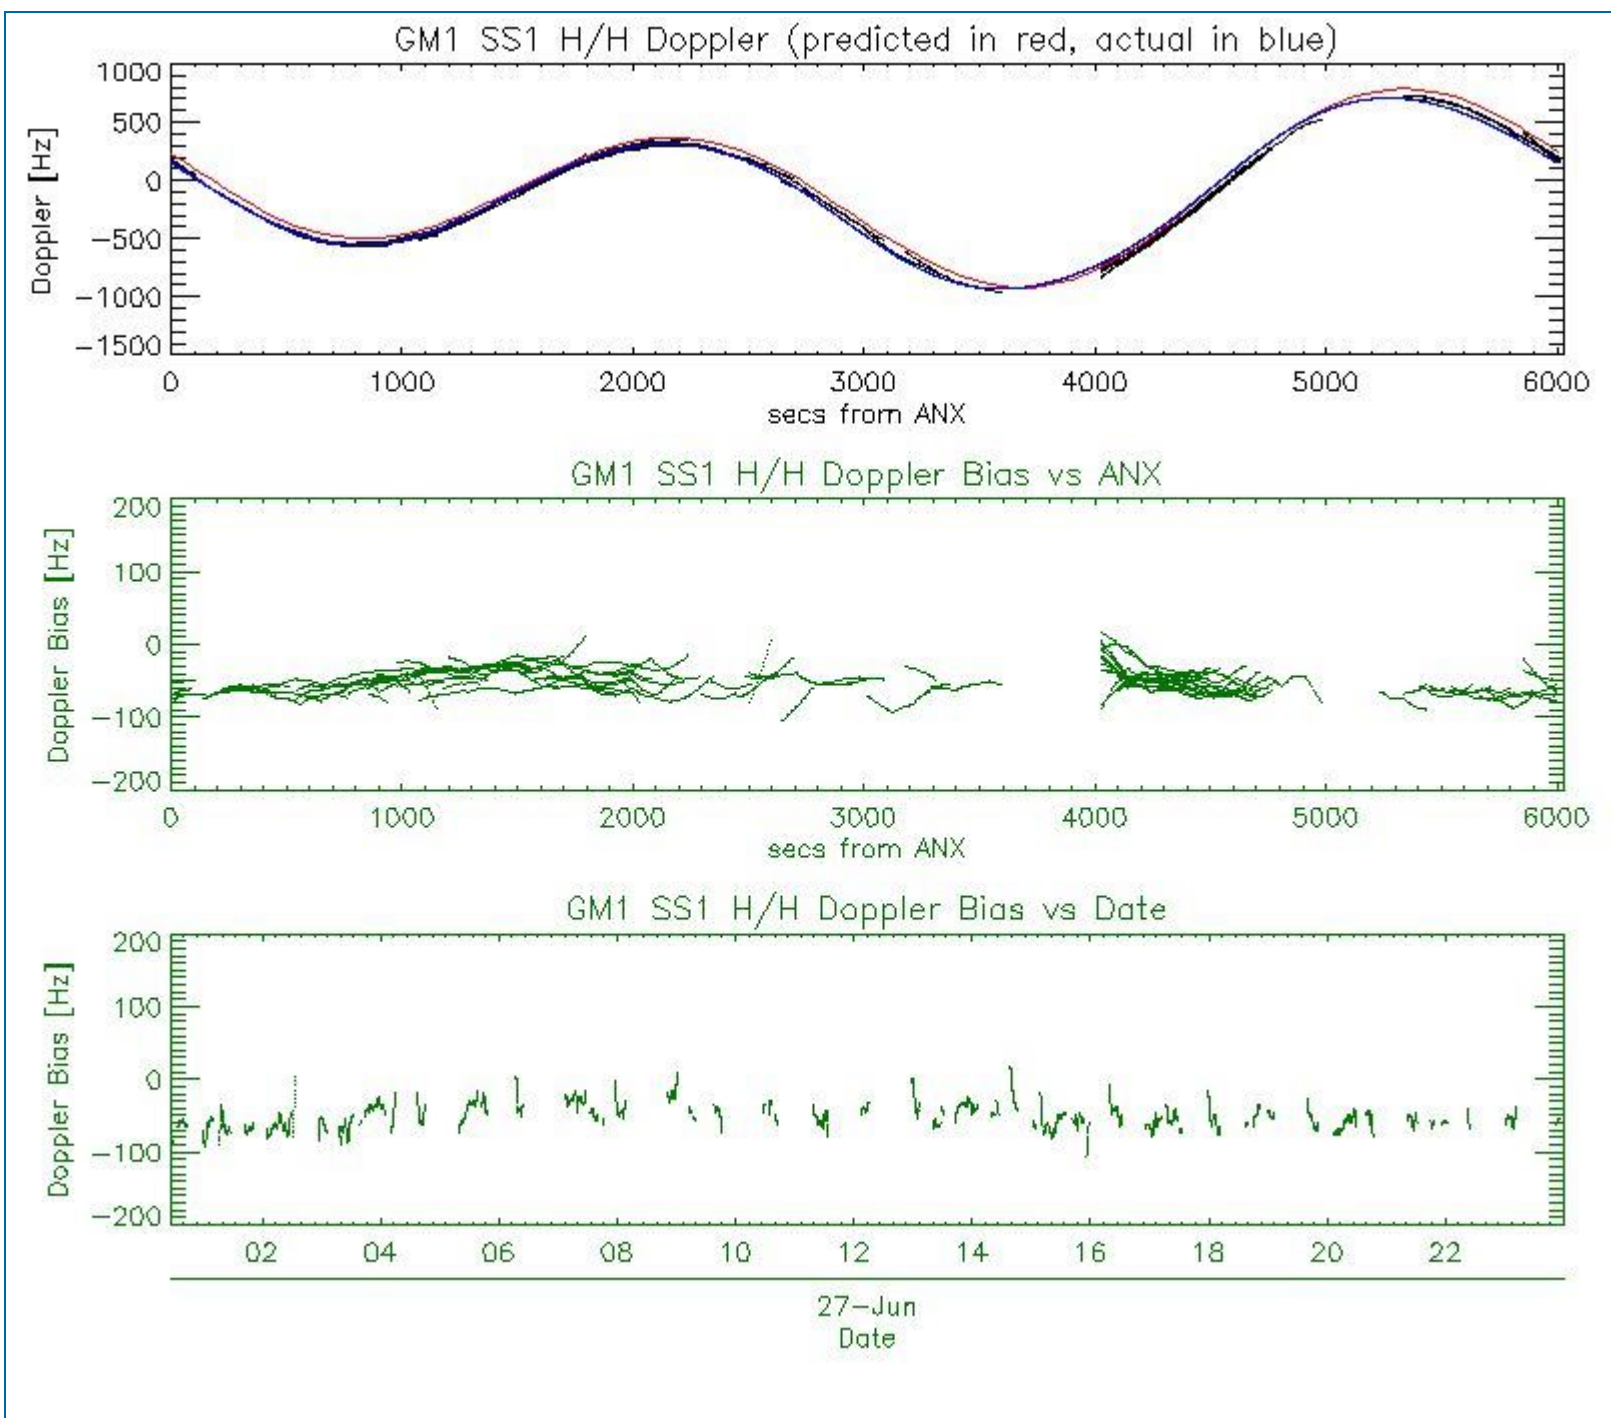 GM1 SS1 H/H Doppler (predicted in red, actual in blue)
Doppler [Hz]
1000
500
0
-500
-1000
-1500
0 1000 2000 3000 4000 5000 6000
secs from ANX
GM1 SS1 H/H Doppler Bias vs ANX
Doppler Bias [Hz]
200
100
0
-100
-200
0 1000 2000 3000 4000 5000 6000
secs from ANX
GM1 SS1 H/H Doppler Bias vs Date
Doppler Bias [Hz]
200
100
0
-100
-200
02 04 06 08 10 12 14 16 18 20 22
27-Jun
Date